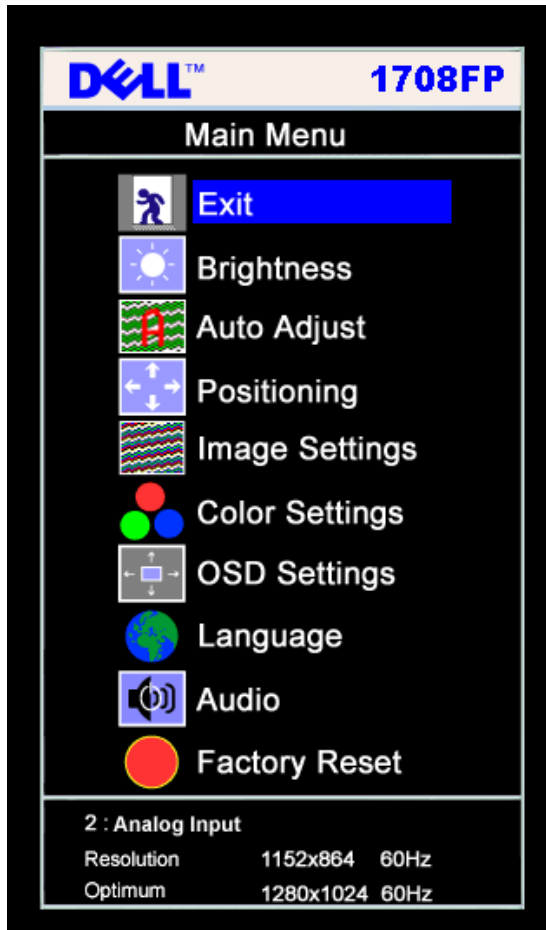 DELL™ 1708FP
Main Menu
Exit
Brightness
Auto Adjust
Positioning
Image Settings
Color Settings
OSD Settings
Language
Audio
Factory Reset
2 : Analog Input
Resolution 1152x864 60Hz
Optimum 1280x1024 60Hz